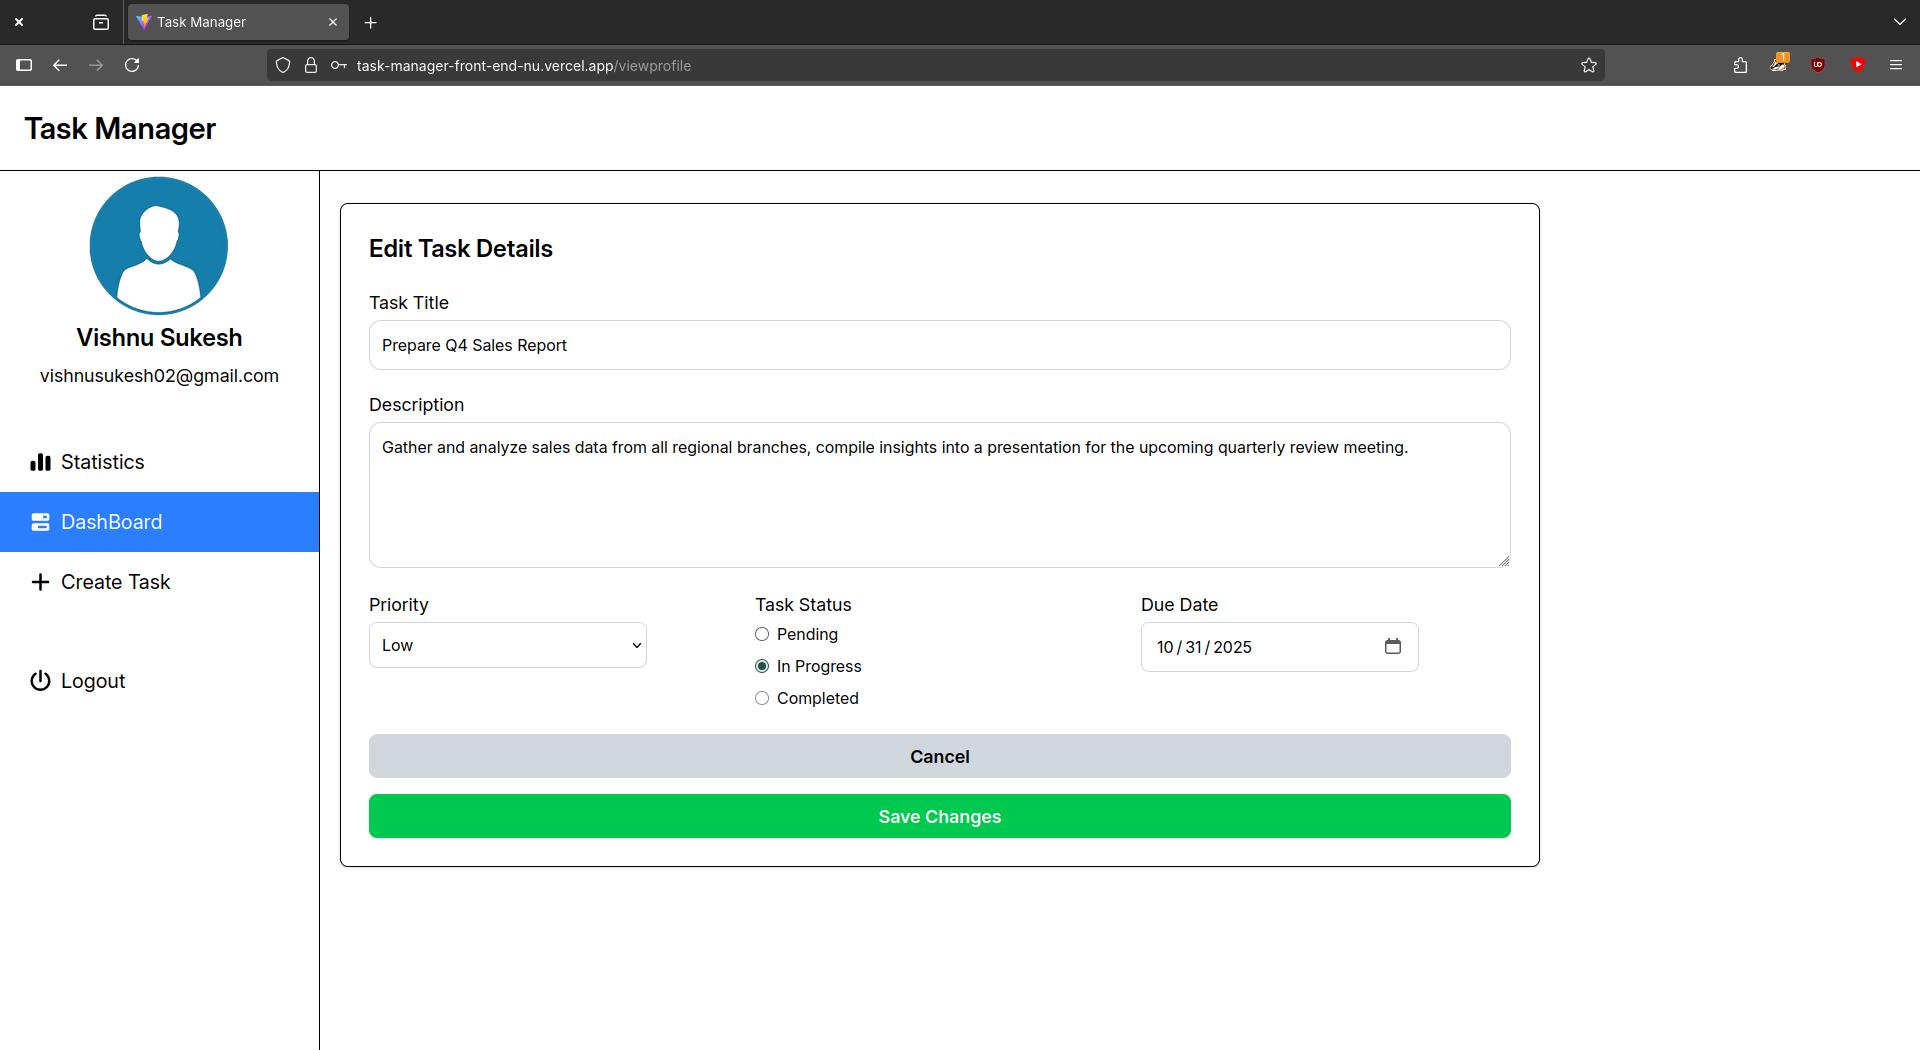 Task Manager
task-manager-front-end-nu.vercel.app/viewprofile
1
UD
Task Manager
Vishnu Sukesh
vishnusukesh02@gmail.com
Statistics
DashBoard
Create Task
Logout
Edit Task Details
Task Title
Prepare Q4 Sales Report
Description
Gather and analyze sales data from all regional branches, compile insights into a presentation for the upcoming quarterly review meeting.
Priority
Low
Task Status
Pending
In Progress
Completed
Due Date
10 / 31 / 2025
Cancel
Save Changes